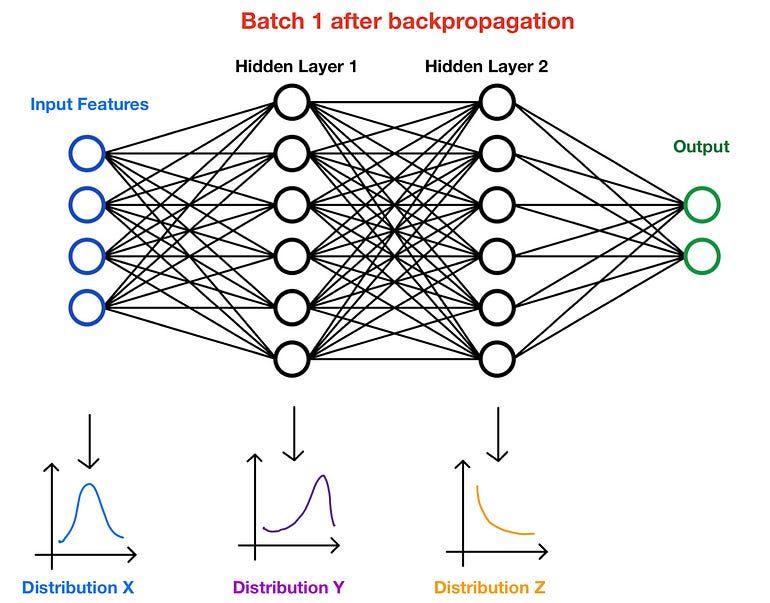 Batch 1 after backpropagation
Hidden Layer 1
Hidden Layer 2
Input Features
Output
Distribution X
Distribution Y
Distribution Z